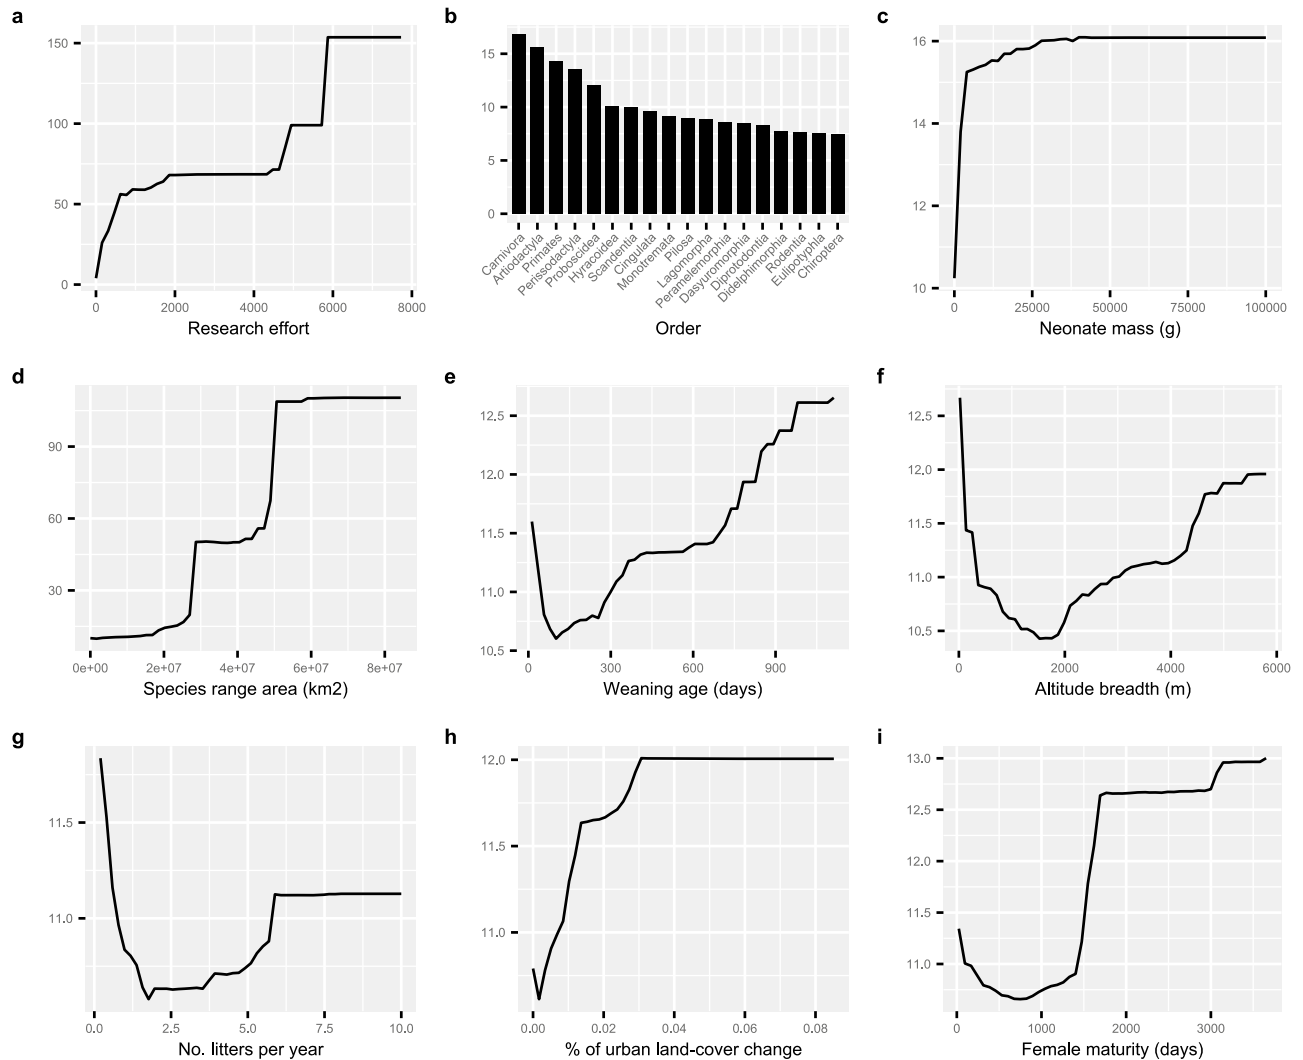 a
150
100
50
0
0 2000 4000 6000 8000
Research effort
b
15
10
5
0
Carnivora
Artiodactyla
Primates
Perissodactyla
Proboscidea
Hyracoidea
Scandentia
Cingulata
Monotremata
Pilosa
Lagomorpha
Peramelemorphia
Dasyuromorphia
Diprotodontia
Didelphimorphia
Rodentia
Eulipotyphla
Chiroptera
Order
c
16
14
12
10
0 25000 50000 75000 100000
Neonate mass (g)
d
90
60
30
0e+00 2e+07 4e+07 6e+07 8e+07
Species range area (km2)
e
12.5
12.0
11.5
11.0
10.5
0 300 600 900
Weaning age (days)
f
12.5
12.0
11.5
11.0
10.5
0 2000 4000 6000
Altitude breadth (m)
g
11.5
11.0
0.0 2.5 5.0 7.5 10.0
No. litters per year
h
12.0
11.5
11.0
0.00 0.02 0.04 0.06 0.08
% of urban land-cover change
i
13.0
12.5
12.0
11.5
11.0
0 1000 2000 3000
Female maturity (days)